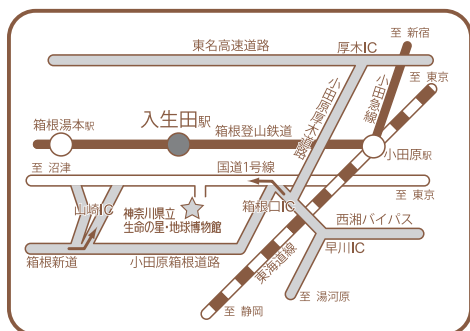 至 新宿
東名高速道路
厚木IC
至 東京
小田急線
小田原厚木道路
箱根湯本駅
入生田駅
箱根登山鉄道
小田原駅
至 沼津
国道1号線
至 東京
山崎IC
神奈川県立
生命の星・地球博物館
箱根口IC
西湘バイパス
早川IC
箱根新道
小田原箱根道路
東海道線
至 湯河原
至 静岡